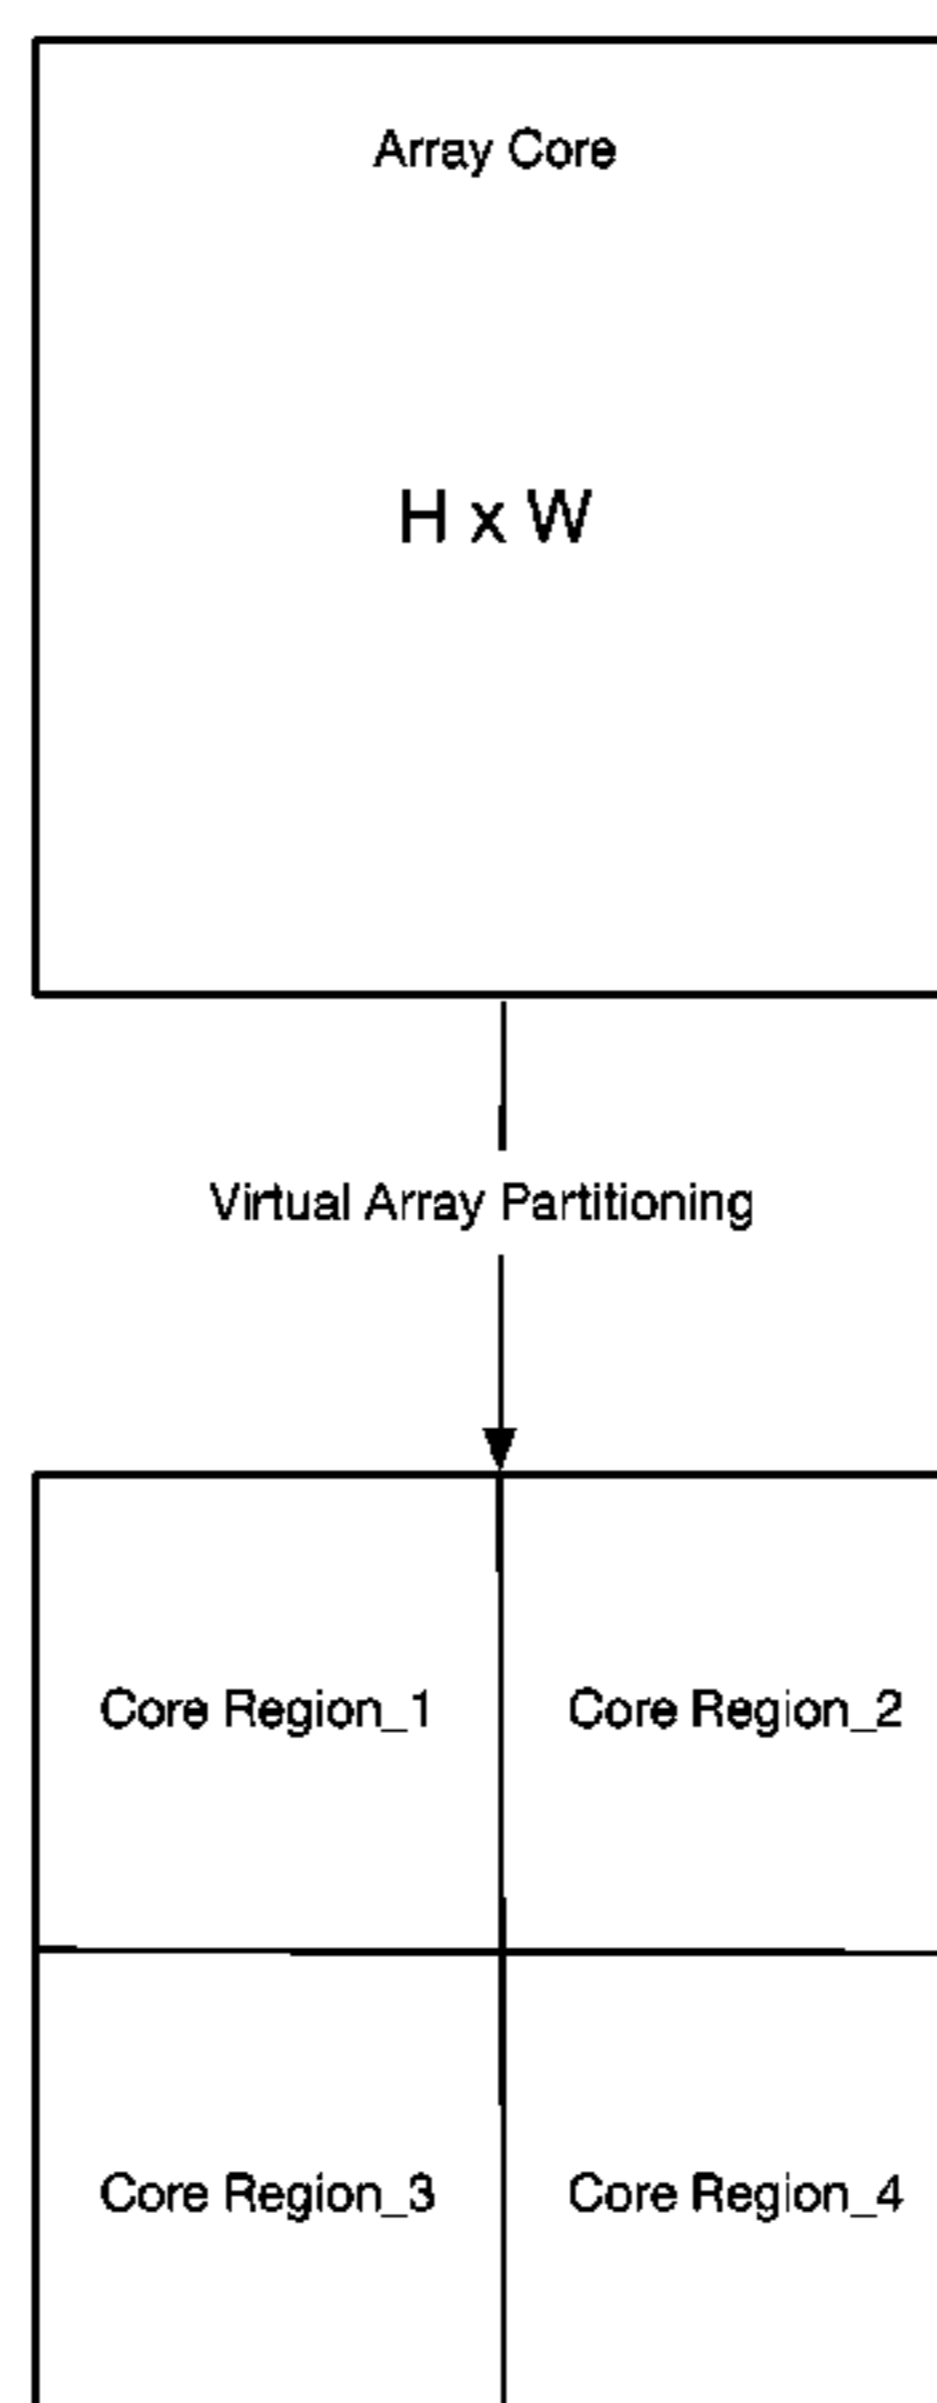 Array Core
H x W
Virtual Array Partitioning
Core Region_1
Core Region_2
Core Region_3
Core Region_4